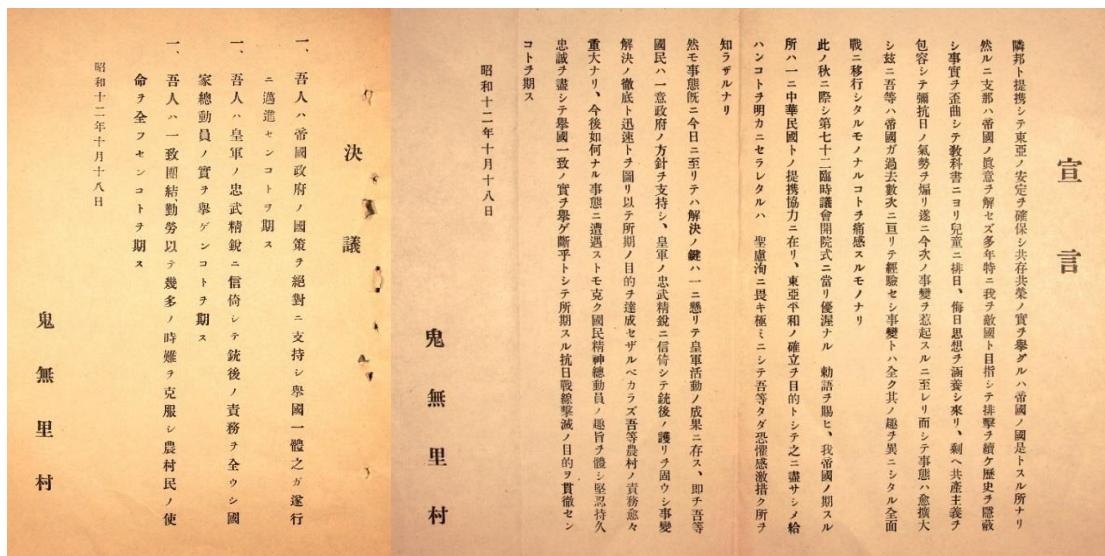 宣言
隣邦ト提携シテ東亞ノ安定ヲ確保シ共存共榮ノ實ヲ擧グルハ帝國ノ國是トスル所ナリ
然ルニ支那ハ帝國ノ眞意ヲ解セズ多年特ニ我ヲ敵國ト目指シテ排擊ヲ續ケ歷史ヲ隱蔽
シ事實ヲ歪曲シテ敎科書ニヨリ兒童ニ排日、侮日思想ヲ涵養シ來リ、剩ヘ共產主義ヲ
包容シテ彌抗日ノ氣勢ヲ煽リ遂ニ今次ノ事變ヲ惹起スルニ至レリ而シテ事態ハ愈擴大
シ玆ニ吾等ハ帝國ガ過去數次ニ亘リテ經驗セシ事變トハ全ク其ノ趣ヲ異ニシタル全面
戰ニ移行シタルモノナルコトヲ痛感スルモノナリ
此ノ秋ニ際シ第七十二臨時議會開院式ニ當リ優渥ナル 勅語ヲ賜ヒ、我帝國ノ期スル
所ハ一ニ中華民國トノ提携協力ニ在リ、東亞平和ノ確立ヲ目的トシテ之ニ盡サシメ給
ハンコトヲ明カニセラレタルハ 聖慮洵ニ畏キ極ミニシテ吾等タダ恐懼感激措ク所ヲ
知ラザルナリ
然モ事態旣ニ今日ニ至リテハ解決ノ鍵ハ一ニ懸リテ皇軍活動ノ成果ニ存ス、卽チ吾等
國民ハ一意政府ノ方針ヲ支持シ、皇軍ノ忠武精銳ニ信倚シテ銃後ノ護リヲ固ウシ事變
解決ノ徹底ト迅速トヲ圖リ以テ所期ノ目的ヲ達成セザルベカラズ吾等農村ノ責務愈々
重大ナリ、今後如何ナル事態ニ遭遇ストモ克ク國民精神總動員ノ趣旨ヲ體シ堅忍持久
忠誠ヲ盡シテ擧國一致ノ實ヲ擧ゲ斷乎トシテ所期スル抗日戰線擊滅ノ目的ヲ貫徹セン
コトヲ期ス
昭和十二年十月十八日
鬼無里村
決議
一、吾人ハ帝國政府ノ國策ヲ絕對ニ支持シ擧國一體之ガ遂行
ニ邁進センコトヲ期ス
一、吾人ハ皇軍ノ忠武精銳ニ信倚シテ銃後ノ責務ヲ全ウシ國
家總動員ノ實ヲ擧ゲンコトヲ期ス
一、吾人ハ一致團結、勤勞以テ幾多ノ時難ヲ克服シ農村民ノ使
命ヲ全フセンコトヲ期ス
昭和十二年十月十八日
鬼無里村